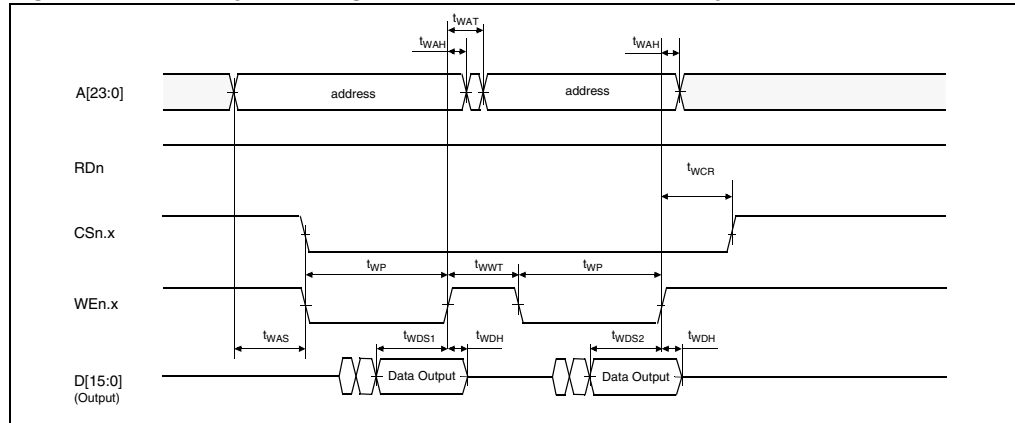 tWAT
tWAH tWAH
A[23:0] address address
RDn
tWCR
CSn.x
tWP tWWT tWP
WEn.x
tWAS tWDS1 tWDH tWDS2 tWDH
D[15:0] Data Output Data Output
(Output)